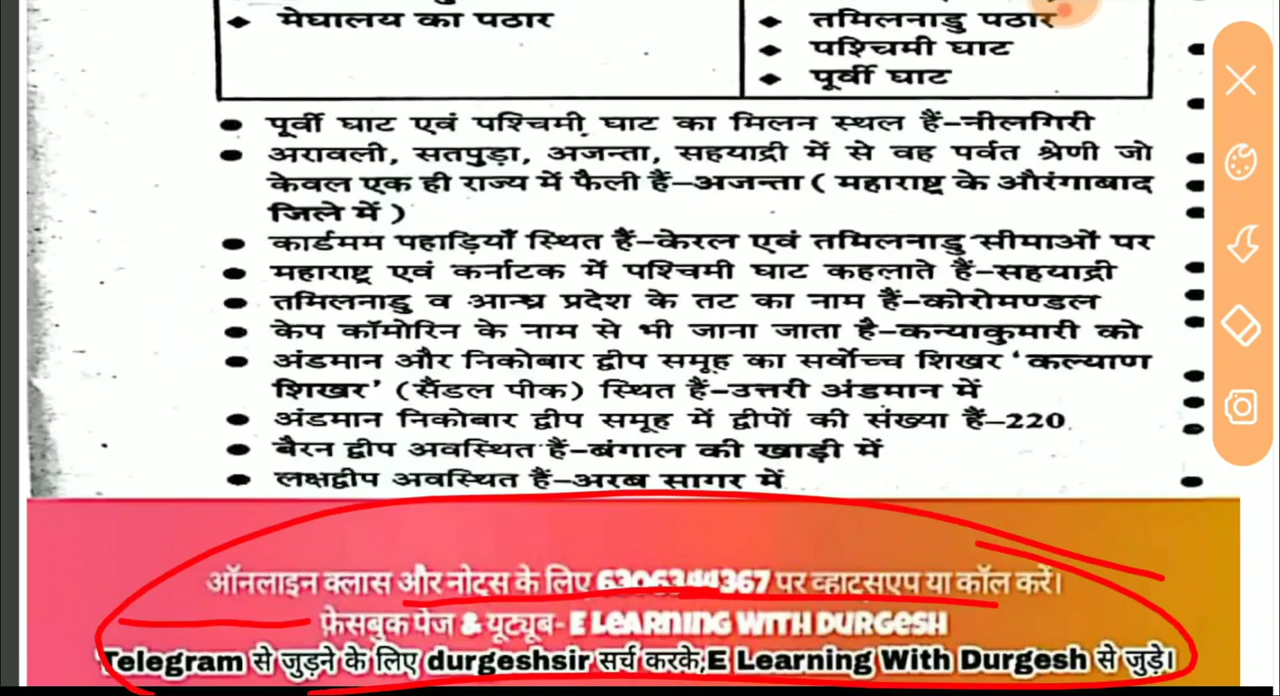 ◆ मेघालय का पठार
◆ तमिलनाडु पठार
◆ पश्चिमी घाट
◆ पूर्वी घाट
● पूर्वी घाट एवं पश्चिमी घाट का मिलन स्थल हैं–नीलगिरी
● अरावली, सतपुड़ा, अजन्ता, सहयाद्री में से वह पर्वत श्रेणी जो
केवल एक ही राज्य में फैली हैं–अजन्ता ( महाराष्ट्र के औरंगाबाद
जिले में )
● कार्डमम पहाड़ियाँ स्थित हैं–केरल एवं तमिलनाडु सीमाओं पर
● महाराष्ट्र एवं कर्नाटक में पश्चिमी घाट कहलाते हैं–सहयाद्री
● तमिलनाडु व आन्ध्र प्रदेश के तट का नाम हैं–कोरोमण्डल
● केप कॉमोरिन के नाम से भी जाना जाता है–कन्याकुमारी को
● अंडमान और निकोबार द्वीप समूह का सर्वोच्च शिखर ‘कल्याण
शिखर’ (सैंडल पीक) स्थित हैं–उत्तरी अंडमान में
● अंडमान निकोबार द्वीप समूह में द्वीपों की संख्या हैं–220
● बैरन द्वीप अवस्थित हैं–बंगाल की खाड़ी में
● लक्षद्वीप अवस्थित हैं–अरब सागर में
ऑनलाइन क्लास और नोट्स के लिए 6306344367 पर व्हाट्सएप या कॉल करें।
फ़ेसबुक पेज & यूट्यूब- E LeARNING WITH DURGESH
Telegram से जुड़ने के लिए durgeshsir सर्च करके,E Learning With Durgesh से जुड़े।